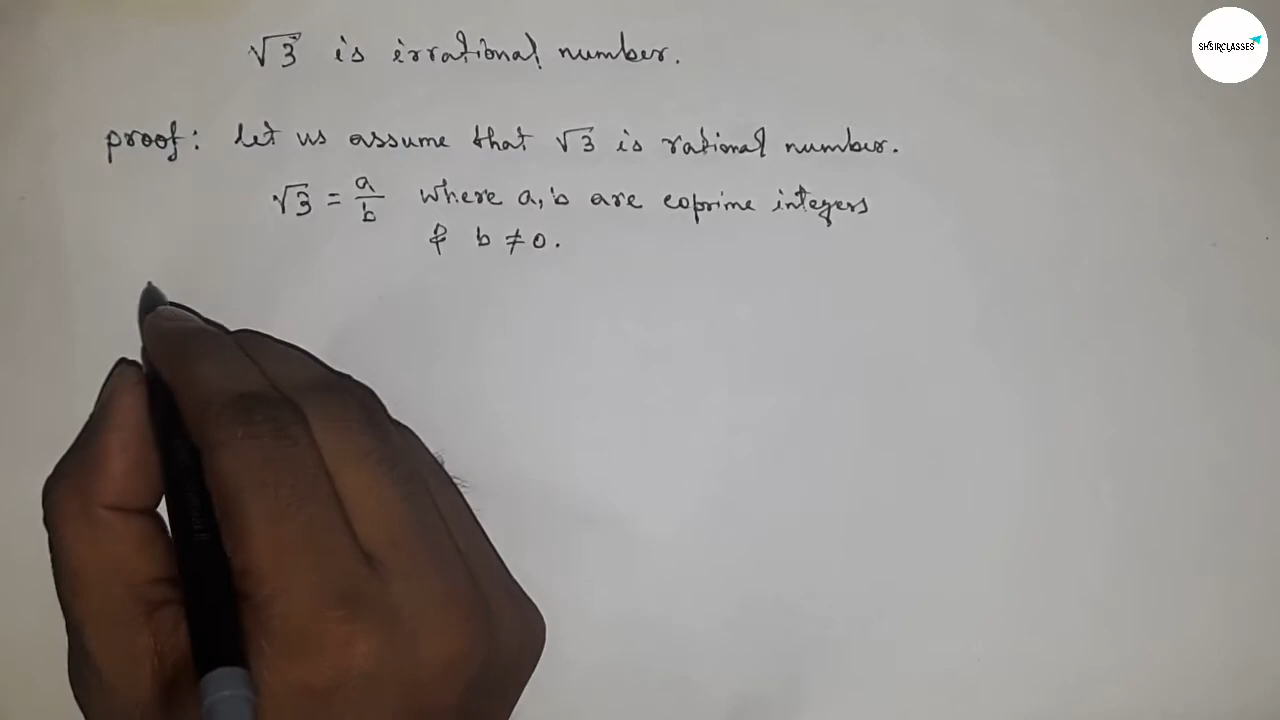 SHSIRCLASSES
√3 is irrational number.
proof: let us assume that √3 is rational number.
√3 = a/b where a, b are coprime integers
& b ≠ 0.